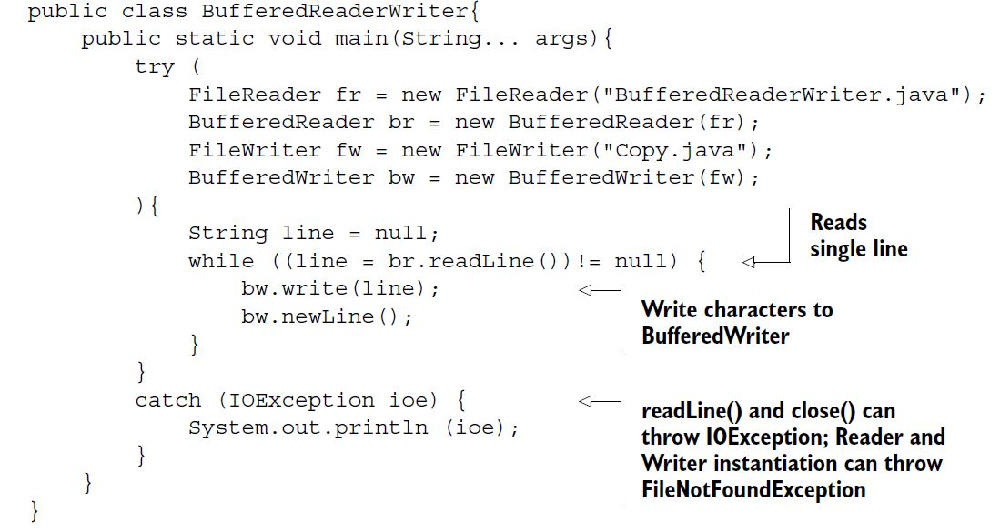 public class BufferedReaderWriter{
    public static void main(String... args){
        try (
            FileReader fr = new FileReader("BufferedReaderWriter.java");
            BufferedReader br = new BufferedReader(fr);
            FileWriter fw = new FileWriter("Copy.java");
            BufferedWriter bw = new BufferedWriter(fw);
        ){
            String line = null;
            while ((line = br.readLine())!= null) {
                bw.write(line);
                bw.newLine();
            }
        }
        catch (IOException ioe) {
            System.out.println (ioe);
        }
    }
}
Reads
single line
Write characters to
BufferedWriter
readLine() and close() can
throw IOException; Reader and
Writer instantiation can throw
FileNotFoundException